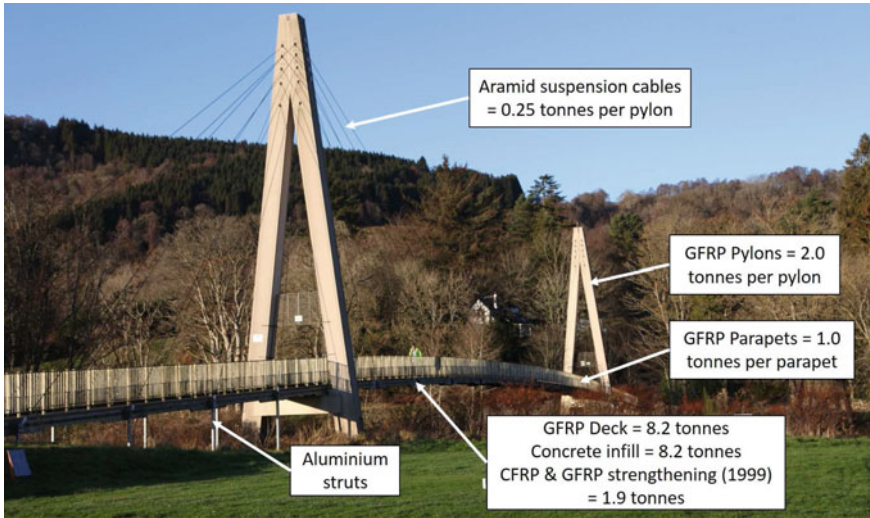 Aramid suspension cables
= 0.25 tonnes per pylon
GFRP Pylons = 2.0
tonnes per pylon
GFRP Parapets = 1.0
tonnes per parapet
GFRP Deck = 8.2 tonnes
Concrete infill = 8.2 tonnes
CFRP & GFRP strengthening (1999)
= 1.9 tonnes
Aluminium
struts